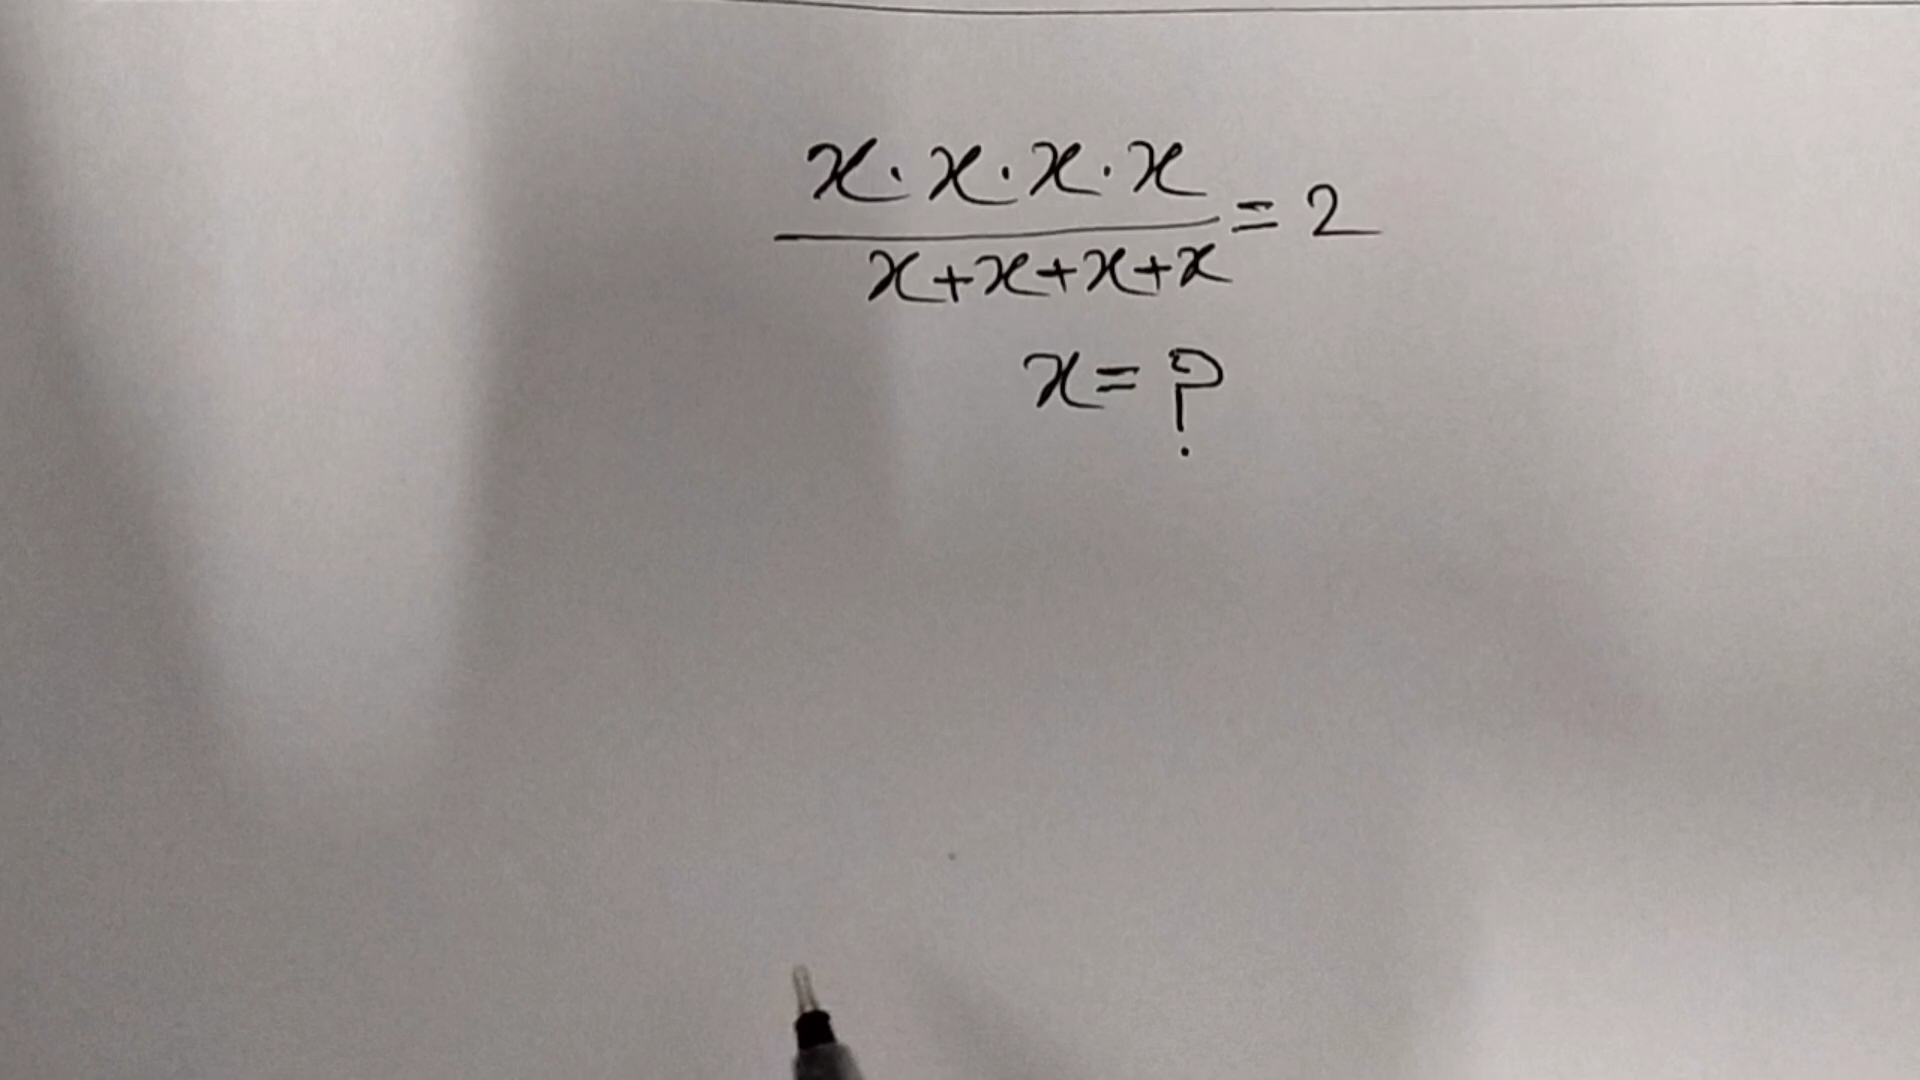 x·x·x·x / x+x+x+x = 2
x = ?